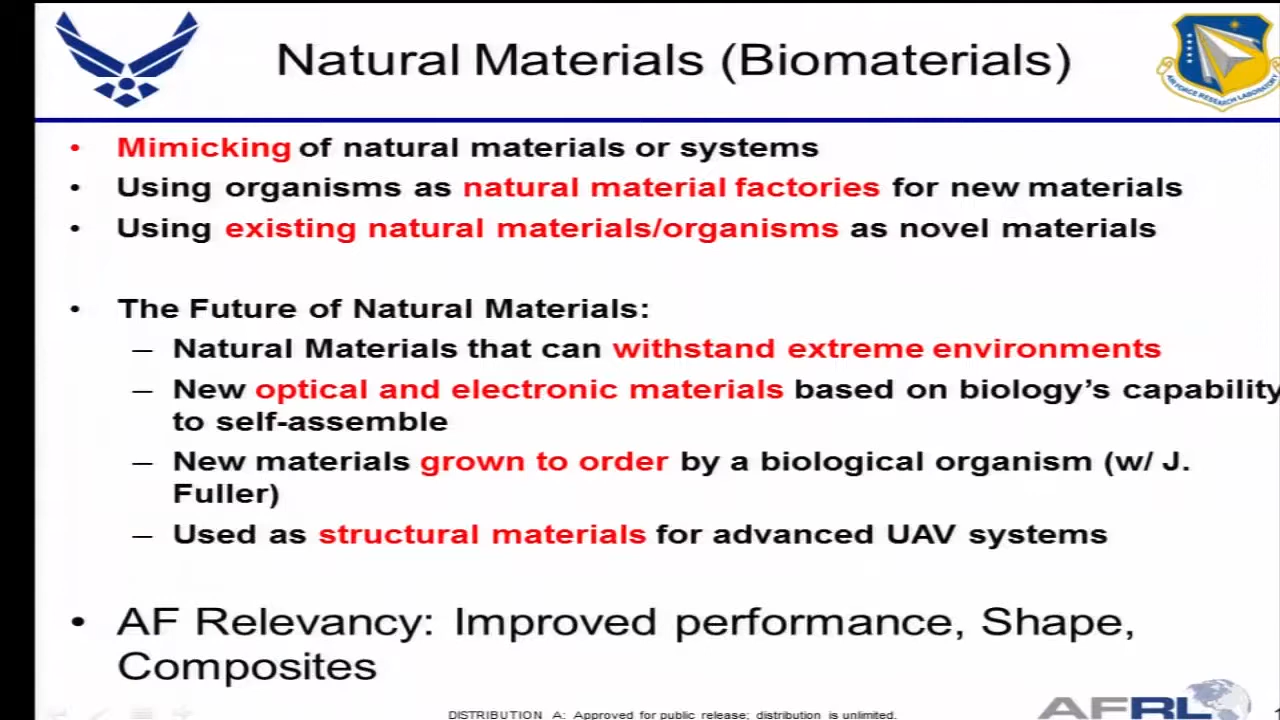 Natural Materials (Biomaterials)
AIR FORCE RESEARCH LABORATORY
• Mimicking of natural materials or systems
• Using organisms as natural material factories for new materials
• Using existing natural materials/organisms as novel materials
• The Future of Natural Materials:
– Natural Materials that can withstand extreme environments
– New optical and electronic materials based on biology’s capability
to self-assemble
– New materials grown to order by a biological organism (w/ J.
Fuller)
– Used as structural materials for advanced UAV systems
• AF Relevancy: Improved performance, Shape,
Composites
DISTRIBUTION A: Approved for public release; distribution is unlimited.
AFRL